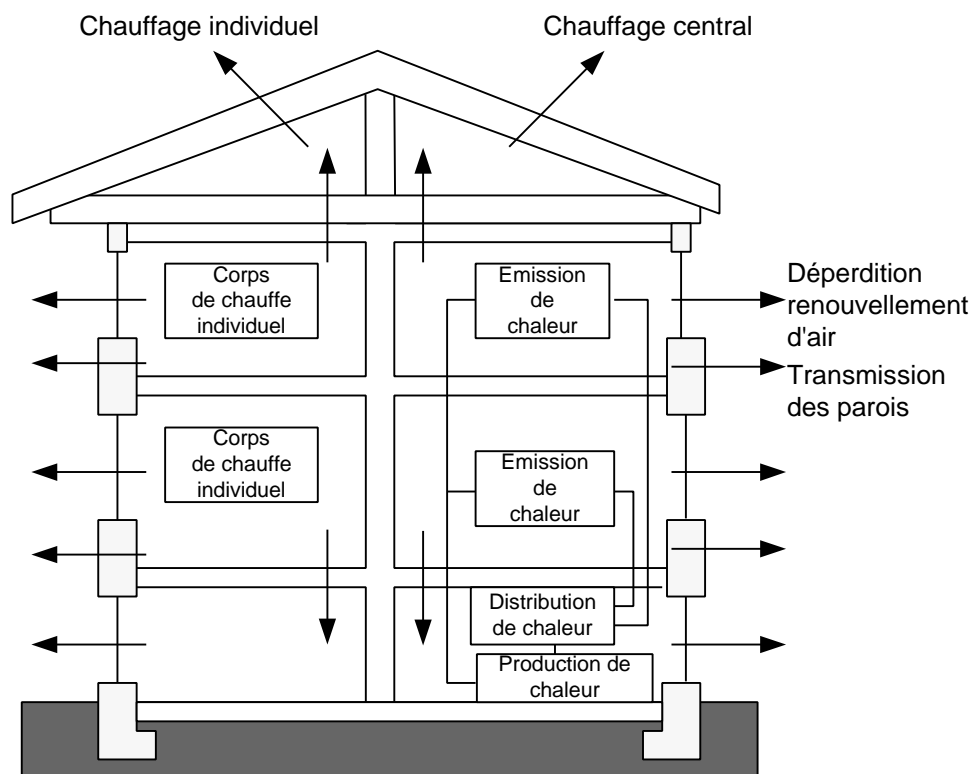 Chauffage individuel
Chauffage central
Corps
de chauffe
individuel
Emission
de
chaleur
Déperdition
renouvellement
d'air
Transmission
des parois
Corps
de chauffe
individuel
Emission
de
chaleur
Distribution
de chaleur
Production de
chaleur